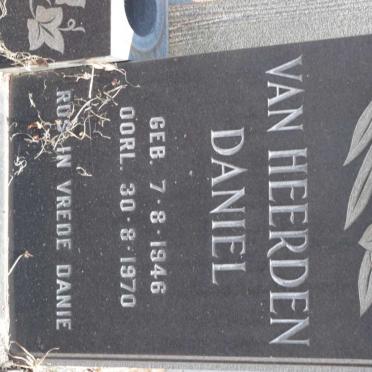 VAN HEERDEN
DANIEL
GEB. 7·8·1946
OORL. 30·8·1970
RUS IN VREDE DANIE